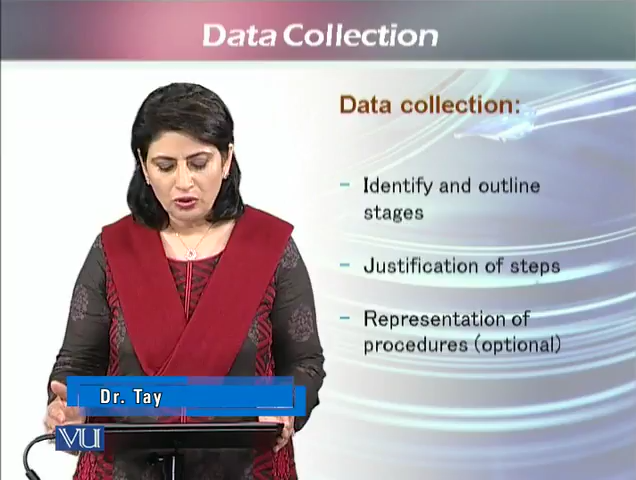 Data Collection
Data collection:
– Identify and outline
stages
– Justification of steps
– Representation of
procedures (optional)
Dr. Tay
VU